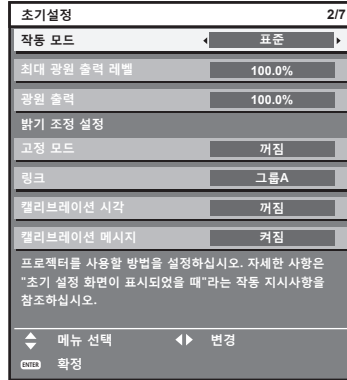 초기설정 2/7
작동 모드 표준
최대 광원 출력 레벨 100.0%
광원 출력 100.0%
밝기 조정 설정
고정 모드 꺼짐
링크 그룹A
캘리브레이션 시각 꺼짐
캘리브레이션 메시지 켜짐
프로젝터를 사용할 방법을 설정하십시오. 자세한 사항은
"초기 설정 화면이 표시되었을 때"라는 작동 지시사항을
참조하십시오.
메뉴 선택 변경
ENTER 확정